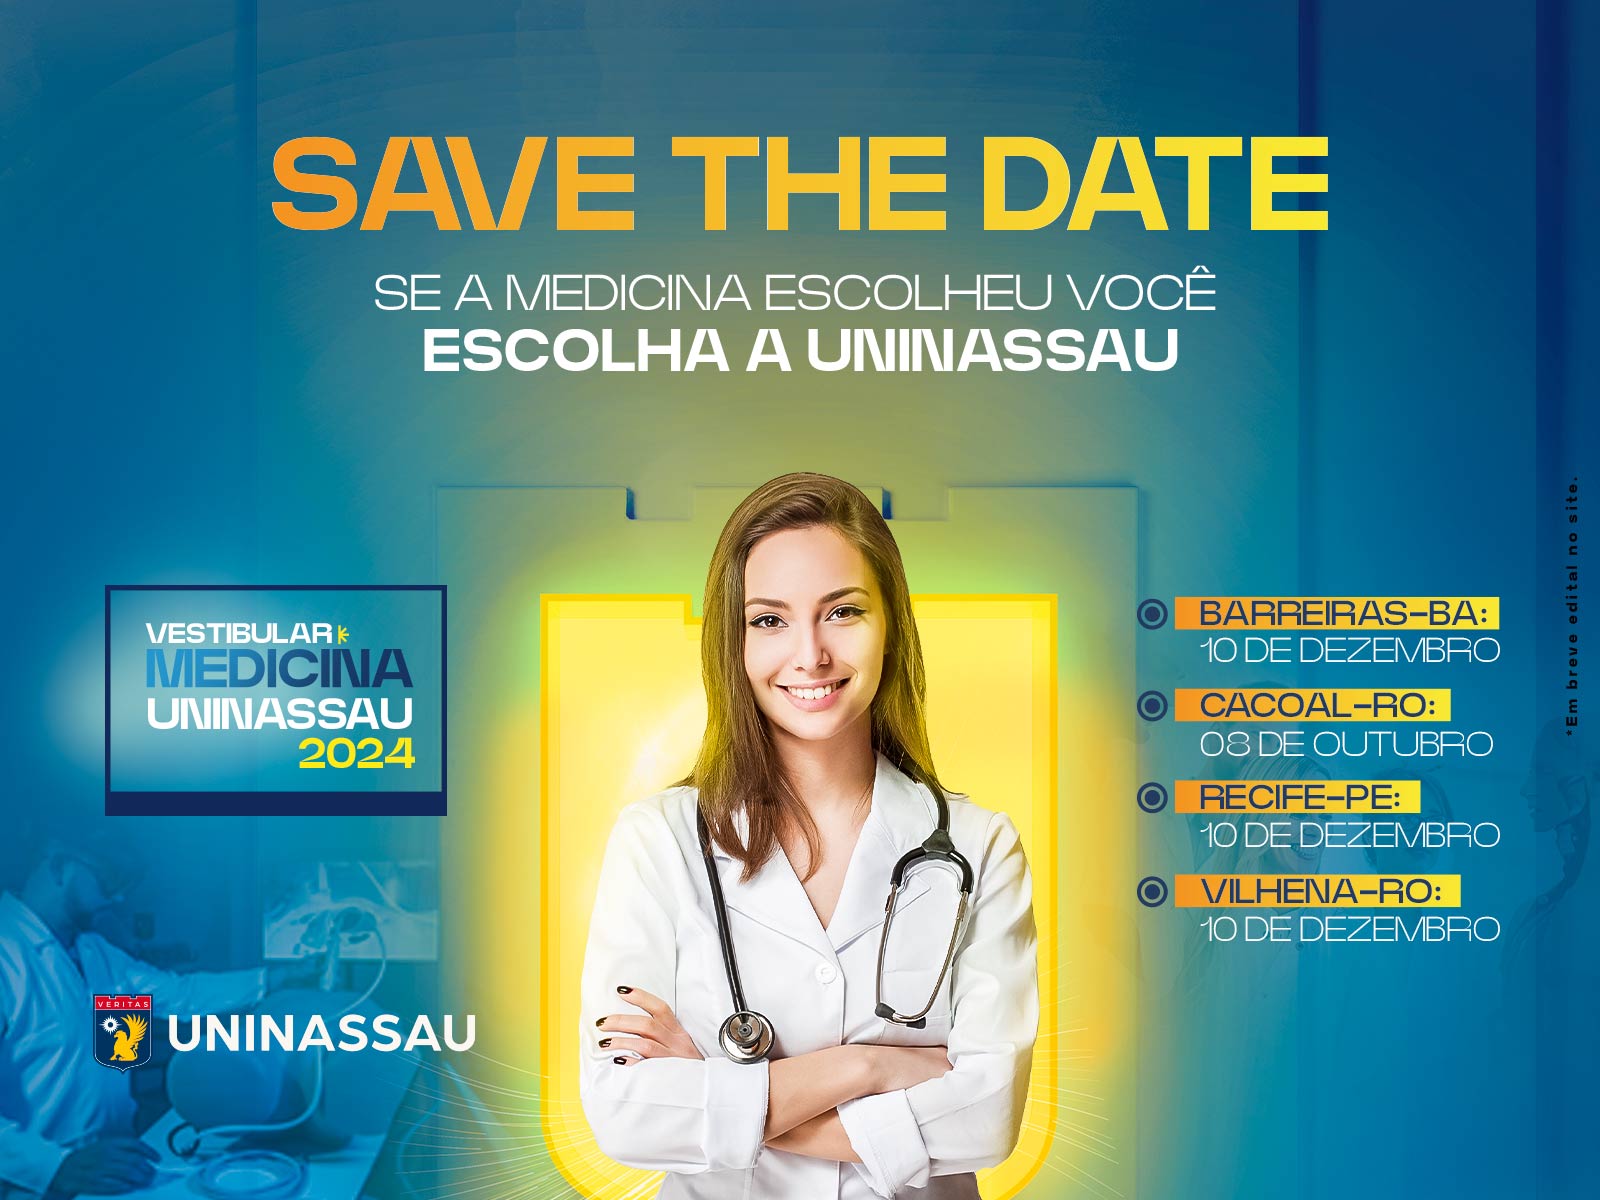 SAVE THE DATE
SE A MEDICINA ESCOLHEU VOCÊ
ESCOLHA A UNINASSAU
VESTIBULAR
MEDICINA
UNINASSAU
2024
BARREIRAS-BA:
10 DE DEZEMBRO
CACOAL-RO:
08 DE OUTUBRO
RECIFE-PE:
10 DE DEZEMBRO
VILHENA-RO:
10 DE DEZEMBRO
*Em breve edital no site.
VERITAS
UNINASSAU